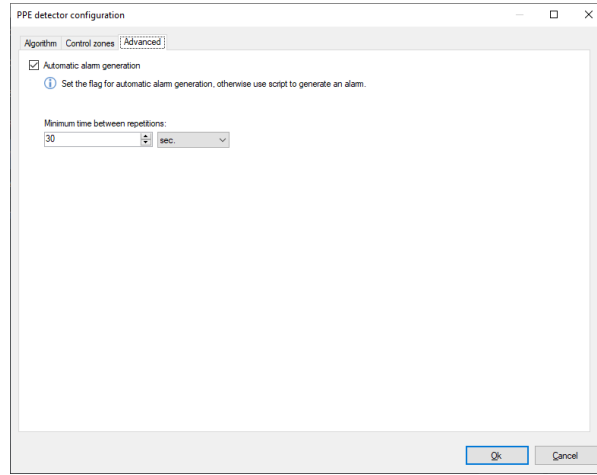 PPE detector configuration
Algorithm Control zones Advanced
Automatic alarm generation
Set the flag for automatic alarm generation, otherwise use script to generate an alarm.
Minimum time between repetitions:
30 sec.
Ok Cancel